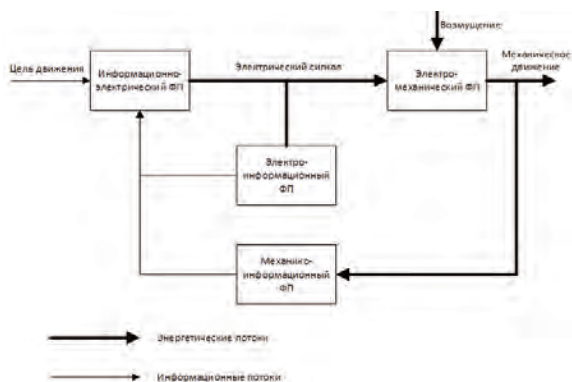 Возмущение
Цель движения
Информационно-
электрический ФП
Электрический сигнал
Электро-
механический ФП
Механическое
движение
Электро-
информационный
ФП
Механико-
информационный
ФП
Энергетические потоки
Информационные потоки